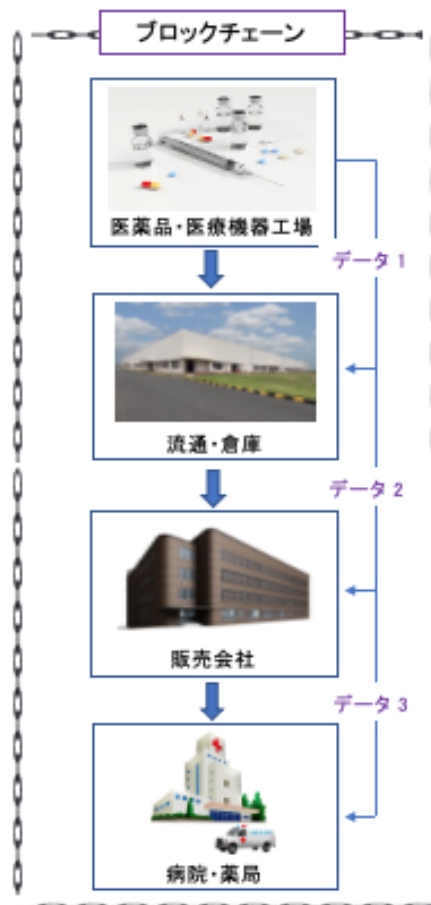 ブロックチェーン
医薬品・医療機器工場
データ1
流通・倉庫
データ2
販売会社
データ3
病院・薬局